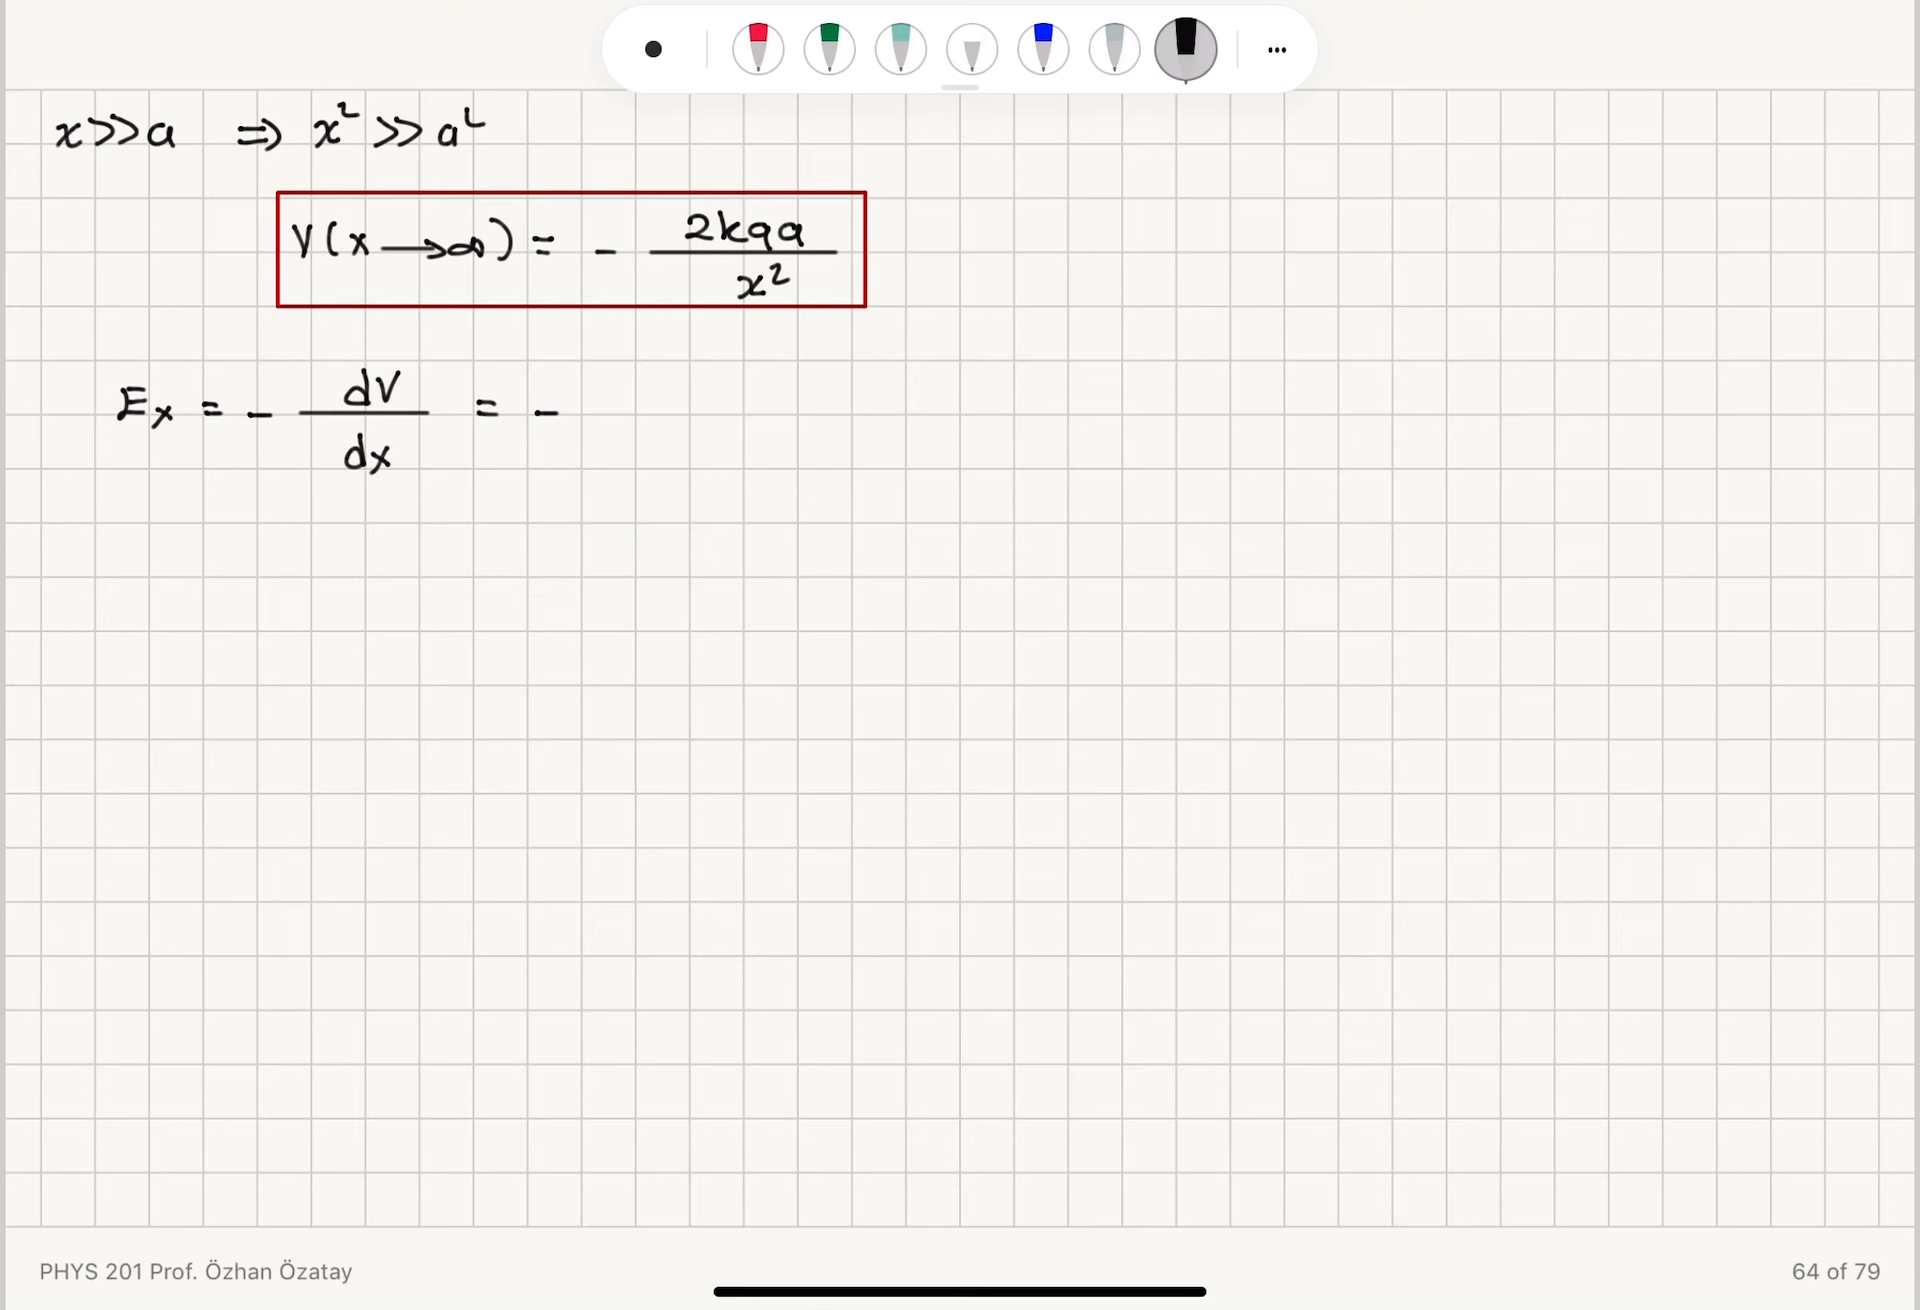 x>>a ⇒ x² >> a²
V(x→∞) = - 2kqa / x²
Ex = - dV / dx = -
PHYS 201 Prof. Özhan Özatay
64 of 79